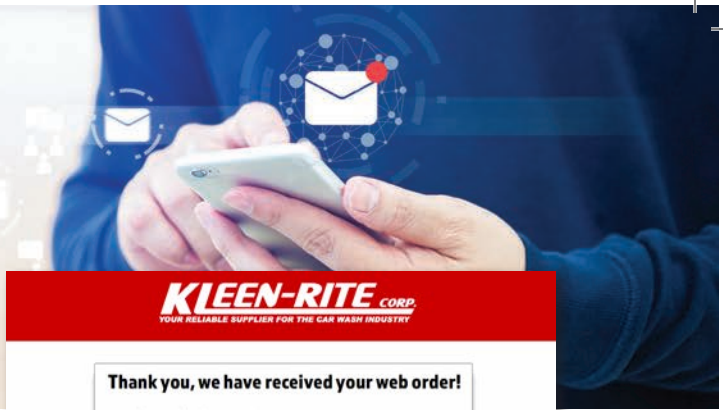 KLEEN-RITE CORP.
YOUR RELIABLE SUPPLIER FOR THE CAR WASH INDUSTRY
Thank you, we have received your web order!